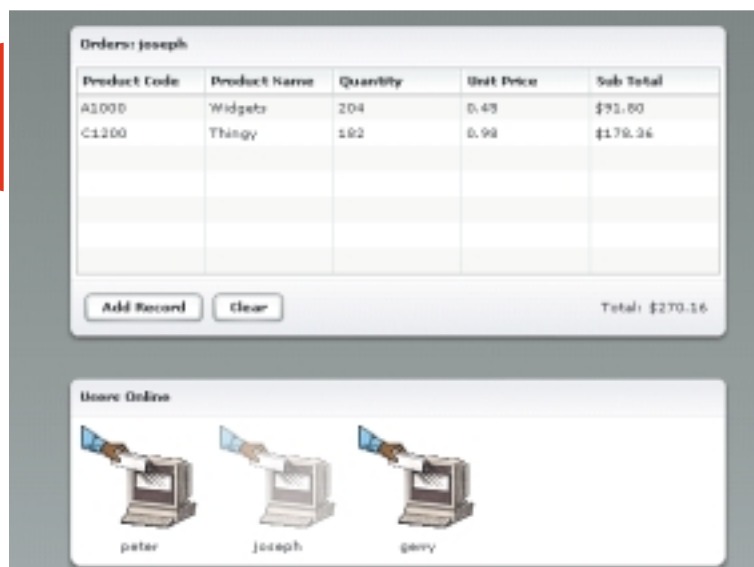 Orders: joseph
Product Code Product Name Quantity Unit Price Sub Total
A1000 Widgets 204 0.45 $91.80
C1200 Thingy 182 0.98 $178.36
Add Record Clear Total: $270.16
Users Online
peter joseph gerry